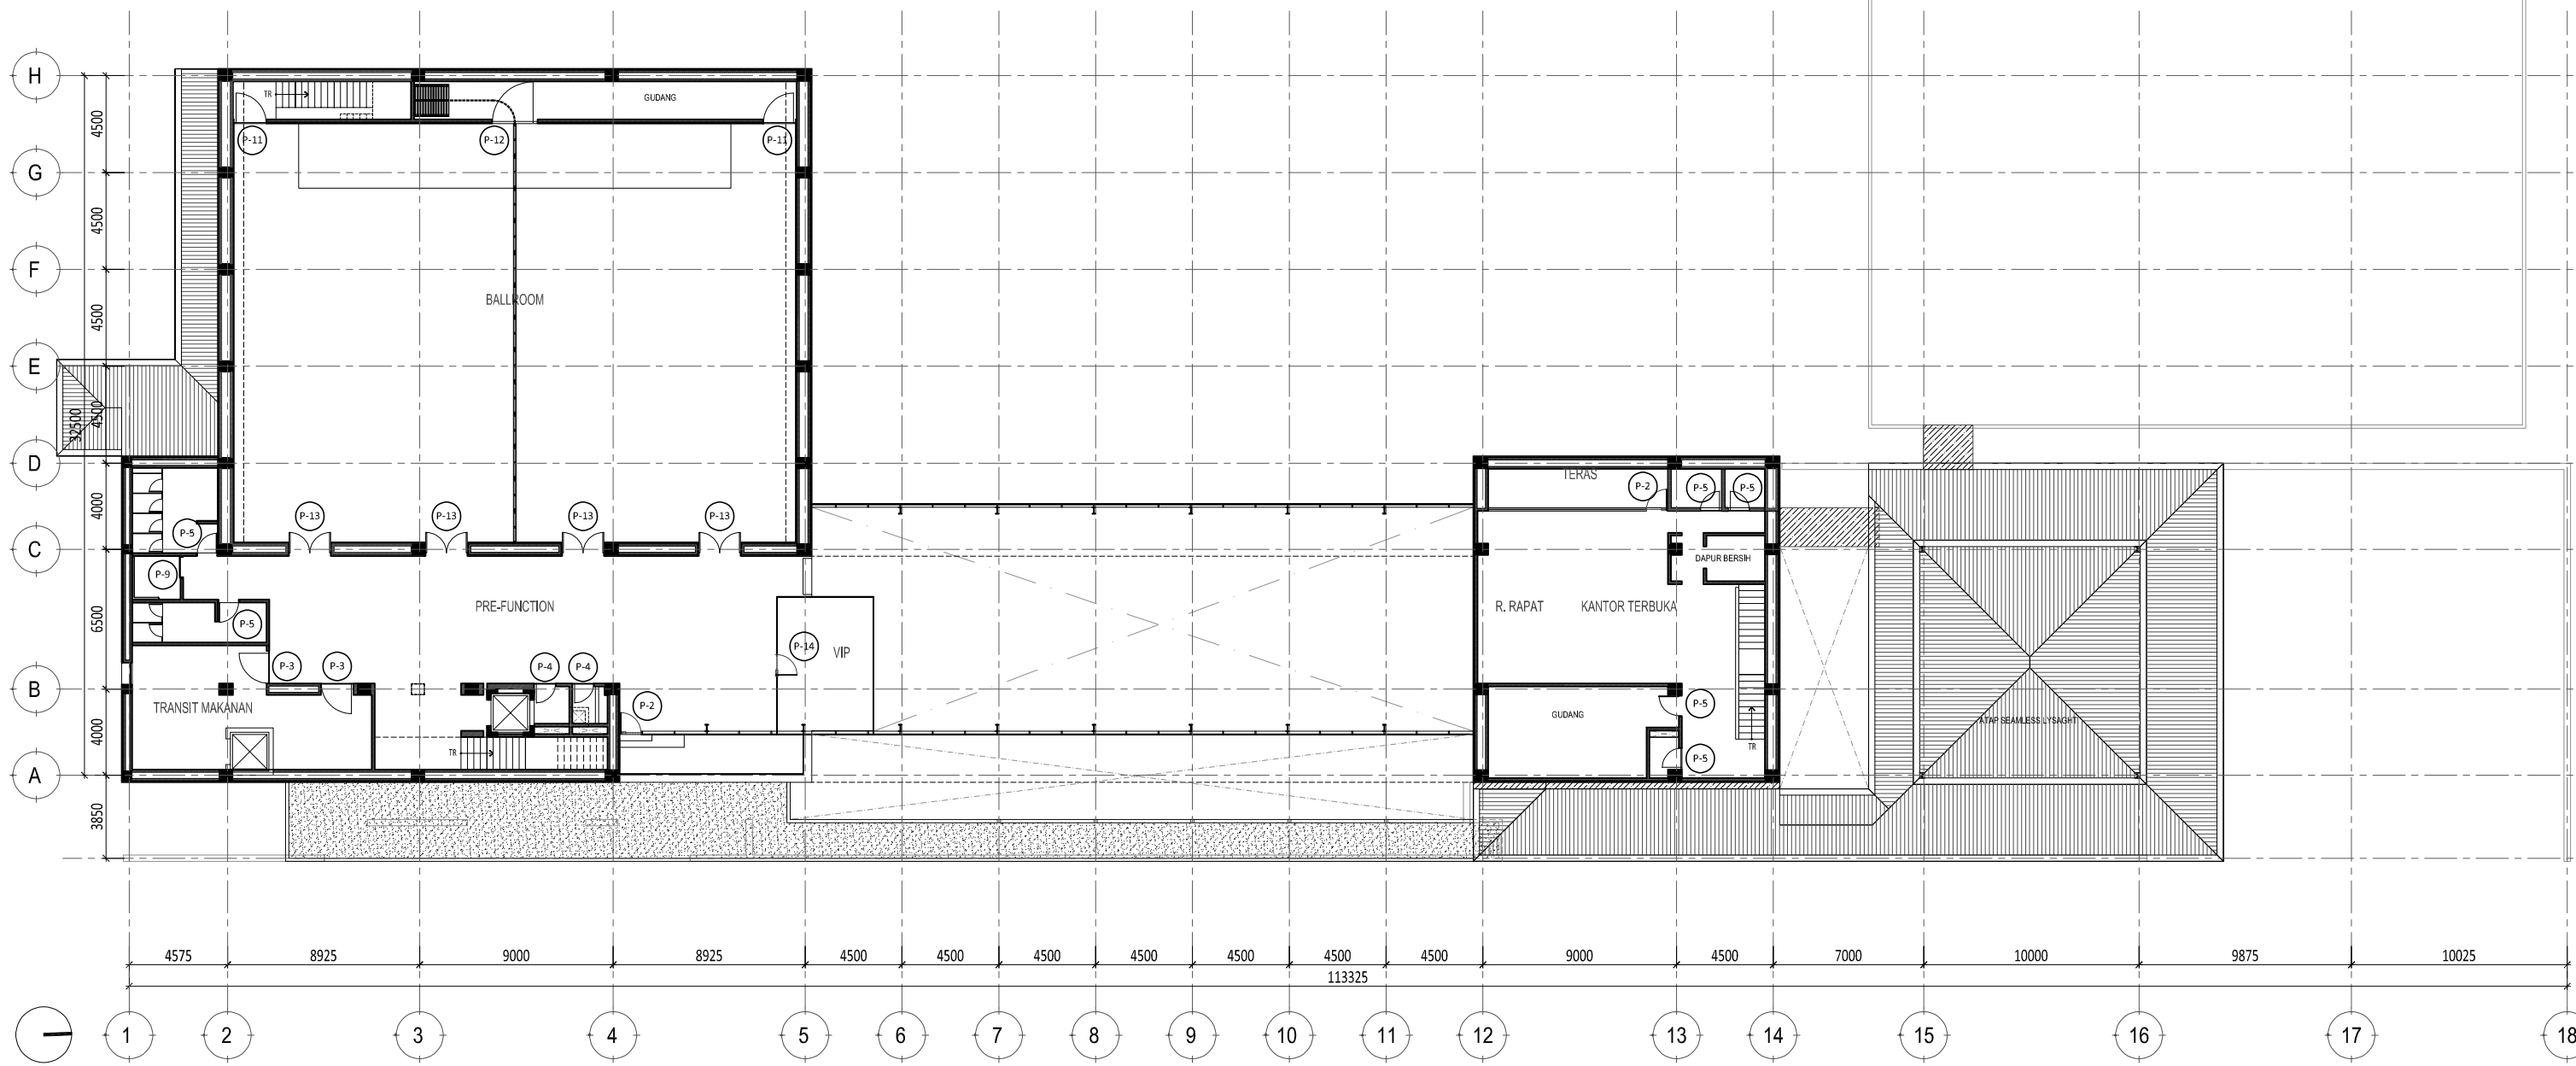 H
TR
GUDANG
4500
P-11
P-12
P-11
G
4500
F
BALLROOM
4500
E
4500
32500
D
TERAS
P-2
P-5
P-5
4000
P-13
P-13
P-13
P-13
P-5
C
DAPUR BERSIH
P-9
PRE-FUNCTION
R. RAPAT
KANTOR TERBUKA
6500
P-5
P-14
VIP
P-3
P-3
P-4
P-4
B
TRANSIT MAKANAN
P-2
GUDANG
P-5
ATAP SEAMLESS LYSAGHT
4000
TR
TR
P-5
A
3850
4575
8925
9000
8925
4500
4500
4500
4500
4500
4500
4500
9000
4500
7000
10000
9875
10025
113325
1
2
3
4
5
6
7
8
9
10
11
12
13
14
15
16
17
18